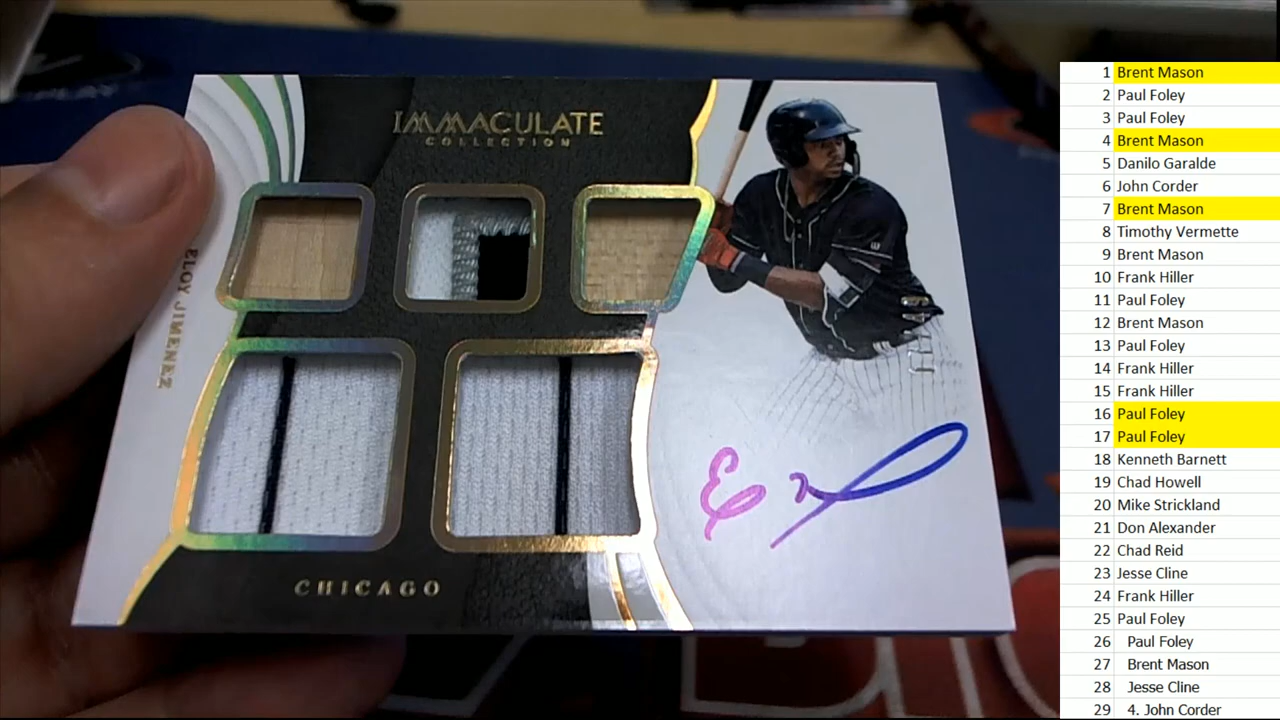 IMMACULATE
COLLECTION
ELOY JIMENEZ
CHICAGO
1 Brent Mason
2 Paul Foley
3 Paul Foley
4 Brent Mason
5 Danilo Garalde
6 John Corder
7 Brent Mason
8 Timothy Vermette
9 Brent Mason
10 Frank Hiller
11 Paul Foley
12 Brent Mason
13 Paul Foley
14 Frank Hiller
15 Frank Hiller
16 Paul Foley
17 Paul Foley
18 Kenneth Barnett
19 Chad Howell
20 Mike Strickland
21 Don Alexander
22 Chad Reid
23 Jesse Cline
24 Frank Hiller
25 Paul Foley
26 Paul Foley
27 Brent Mason
28 Jesse Cline
29 4. John Corder